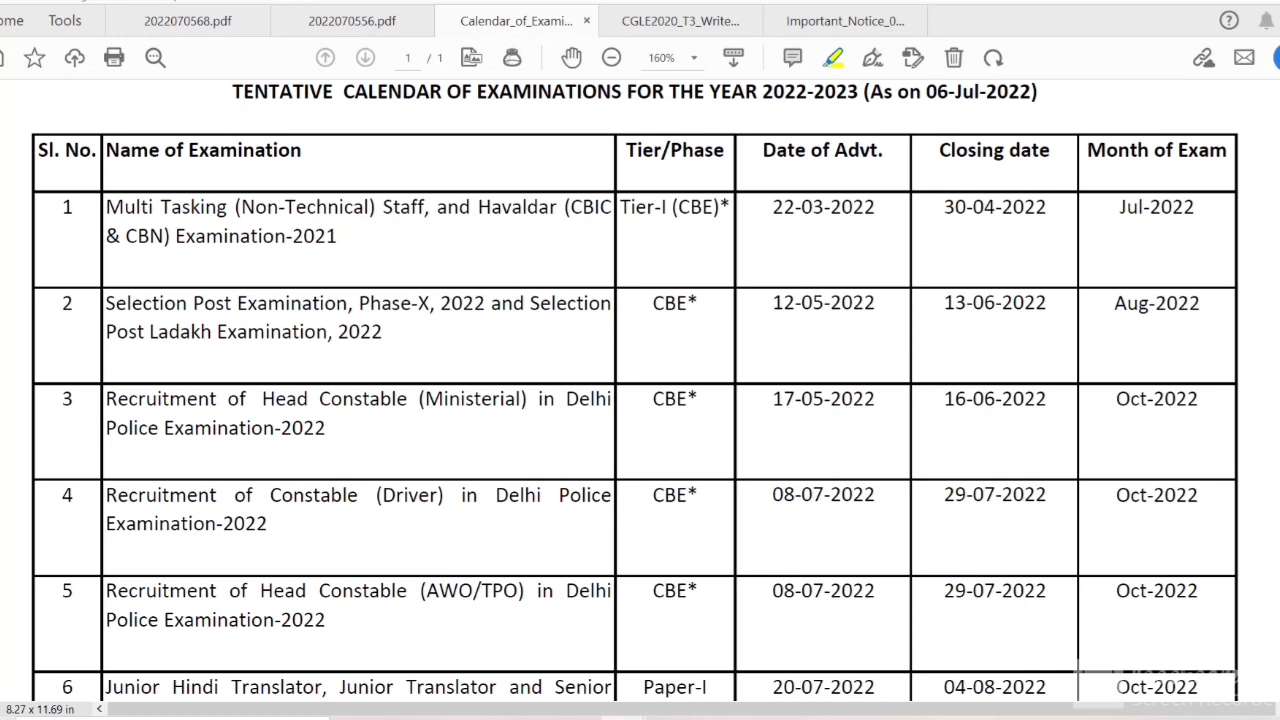 ome Tools 2022070568.pdf 2022070556.pdf Calendar_of_Exami... × CGLE2020_T3_Write... Important_Notice_0...
1 / 1 160%
TENTATIVE CALENDAR OF EXAMINATIONS FOR THE YEAR 2022-2023 (As on 06-Jul-2022)
Sl. No. Name of Examination Tier/Phase Date of Advt. Closing date Month of Exam
1 Multi Tasking (Non-Technical) Staff, and Havaldar (CBIC Tier-I (CBE)* 22-03-2022 30-04-2022 Jul-2022
& CBN) Examination-2021
2 Selection Post Examination, Phase-X, 2022 and Selection CBE* 12-05-2022 13-06-2022 Aug-2022
Post Ladakh Examination, 2022
3 Recruitment of Head Constable (Ministerial) in Delhi CBE* 17-05-2022 16-06-2022 Oct-2022
Police Examination-2022
4 Recruitment of Constable (Driver) in Delhi Police CBE* 08-07-2022 29-07-2022 Oct-2022
Examination-2022
5 Recruitment of Head Constable (AWO/TPO) in Delhi CBE* 08-07-2022 29-07-2022 Oct-2022
Police Examination-2022
6 Junior Hindi Translator, Junior Translator and Senior Paper-I 20-07-2022 04-08-2022 Oct-2022
8.27 x 11.69 in